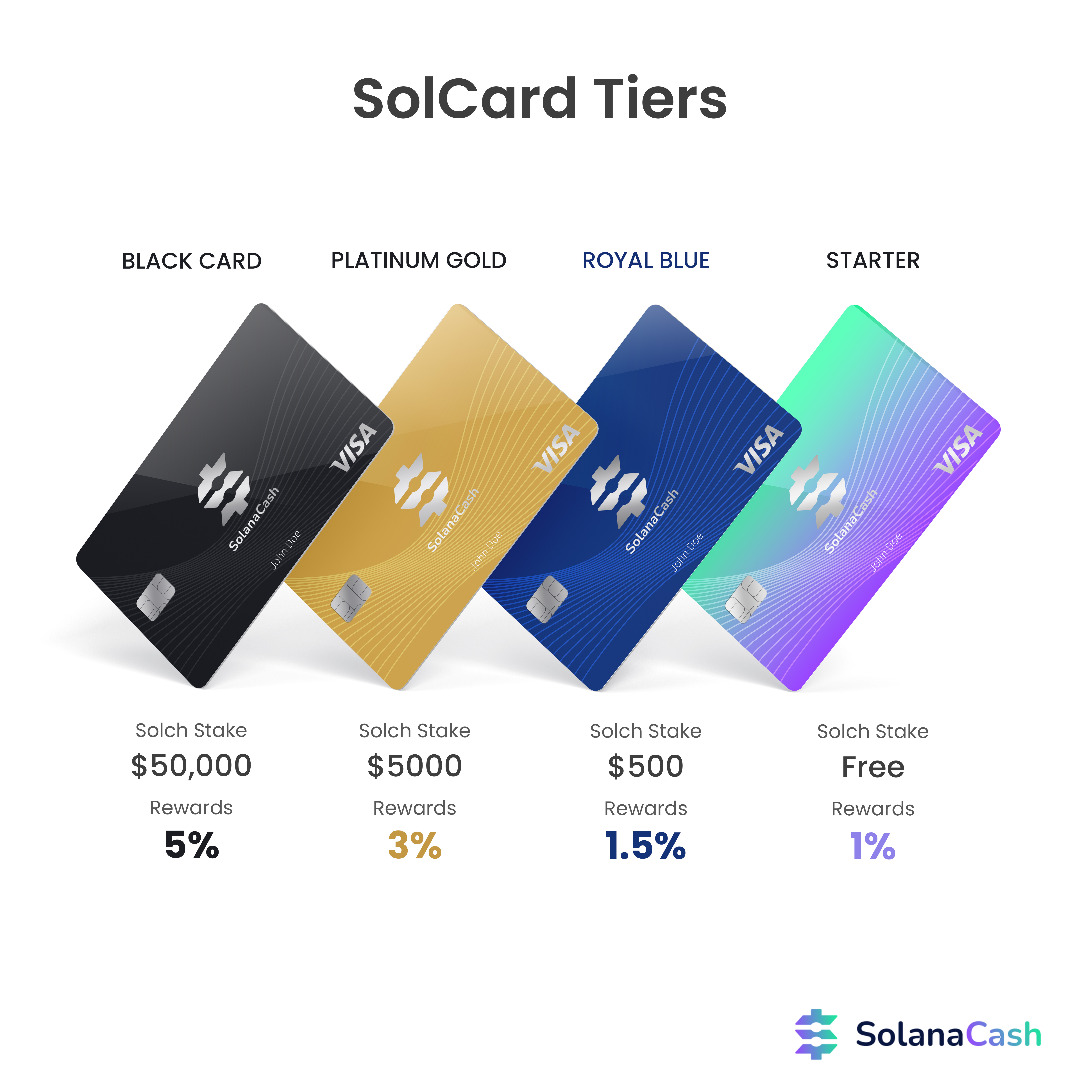 SolCard Tiers
BLACK CARD
PLATINUM GOLD
ROYAL BLUE
STARTER
VISA
SolanaCash
John Doe
VISA
SolanaCash
John Doe
VISA
SolanaCash
John Doe
VISA
SolanaCash
John Doe
Solch Stake
$50,000
Rewards
5%
Solch Stake
$5000
Rewards
3%
Solch Stake
$500
Rewards
1.5%
Solch Stake
Free
Rewards
1%
SolanaCash